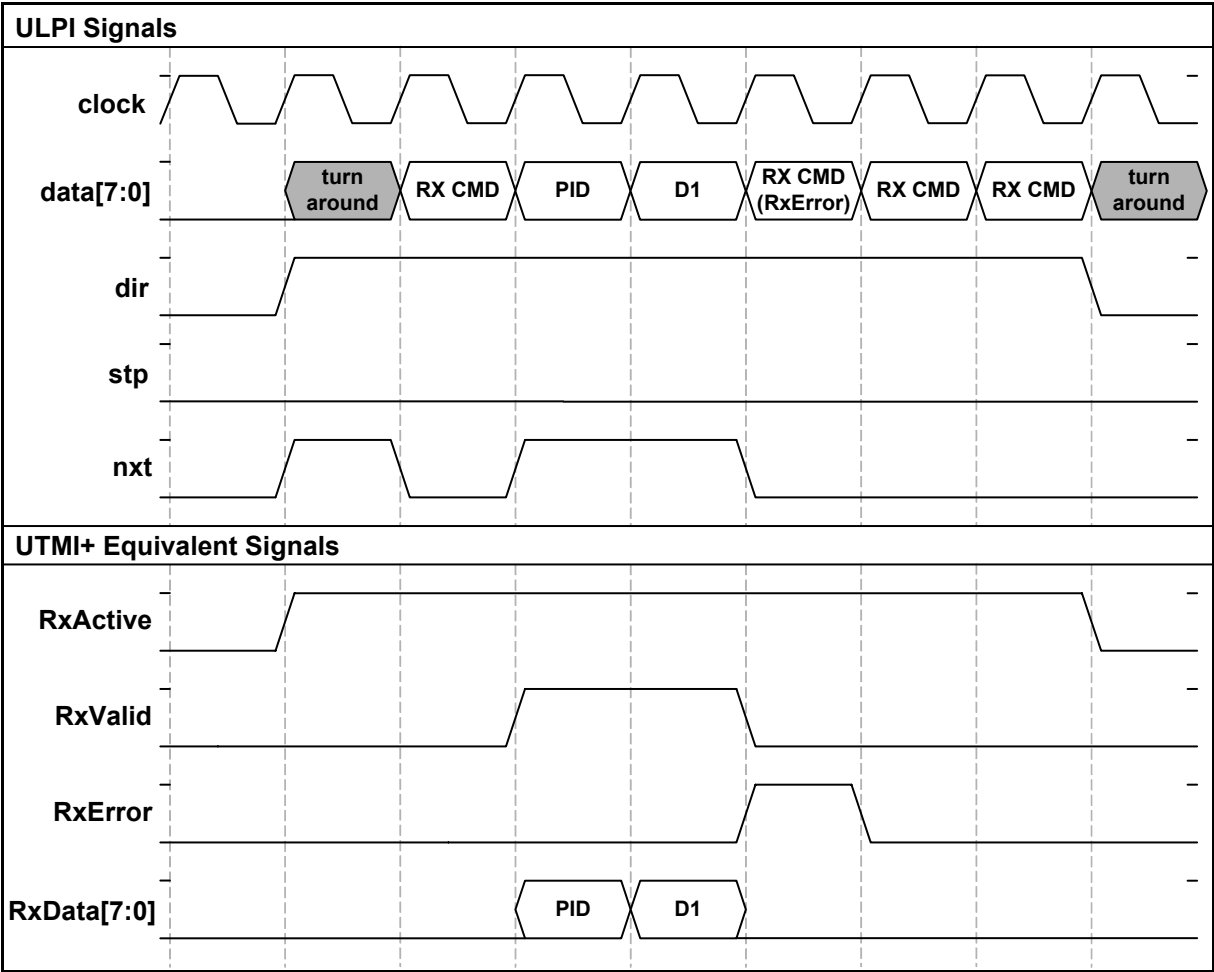 ULPI Signals
clock
data[7:0]
turn
around
RX CMD
PID
D1
RX CMD
(RxError)
RX CMD
RX CMD
turn
around
dir
stp
nxt
UTMI+ Equivalent Signals
RxActive
RxValid
RxError
RxData[7:0]
PID
D1